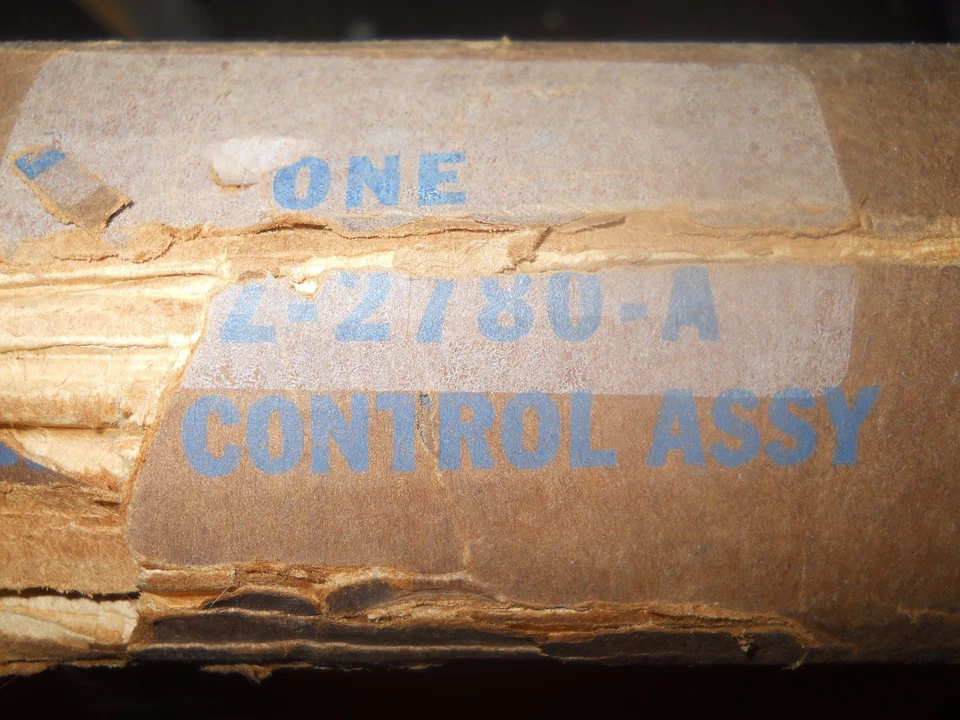 ONE
Z-2780-A
CONTROL ASSY